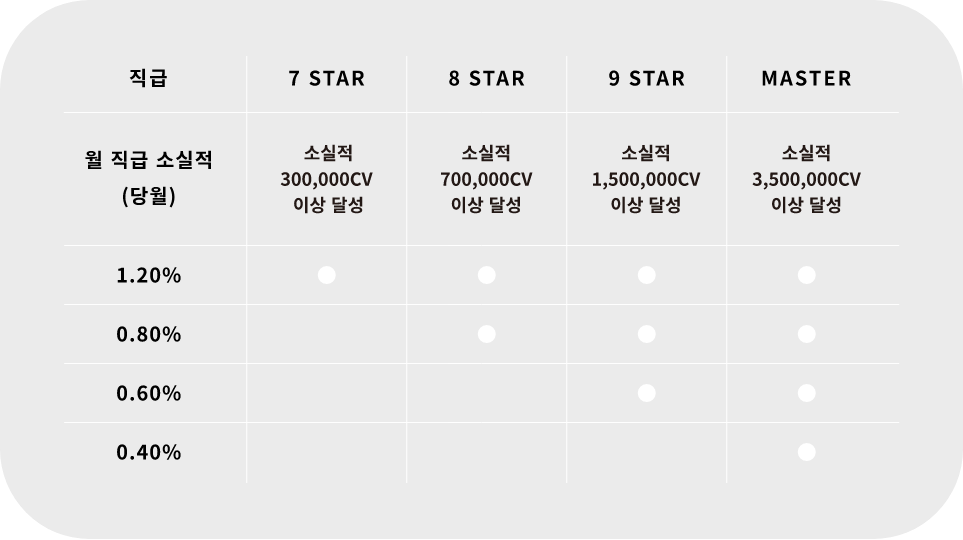 직급 7 STAR 8 STAR 9 STAR MASTER
월 직급 소실적
(당월)
소실적
300,000CV
이상 달성
소실적
700,000CV
이상 달성
소실적
1,500,000CV
이상 달성
소실적
3,500,000CV
이상 달성
1.20%
0.80%
0.60%
0.40%